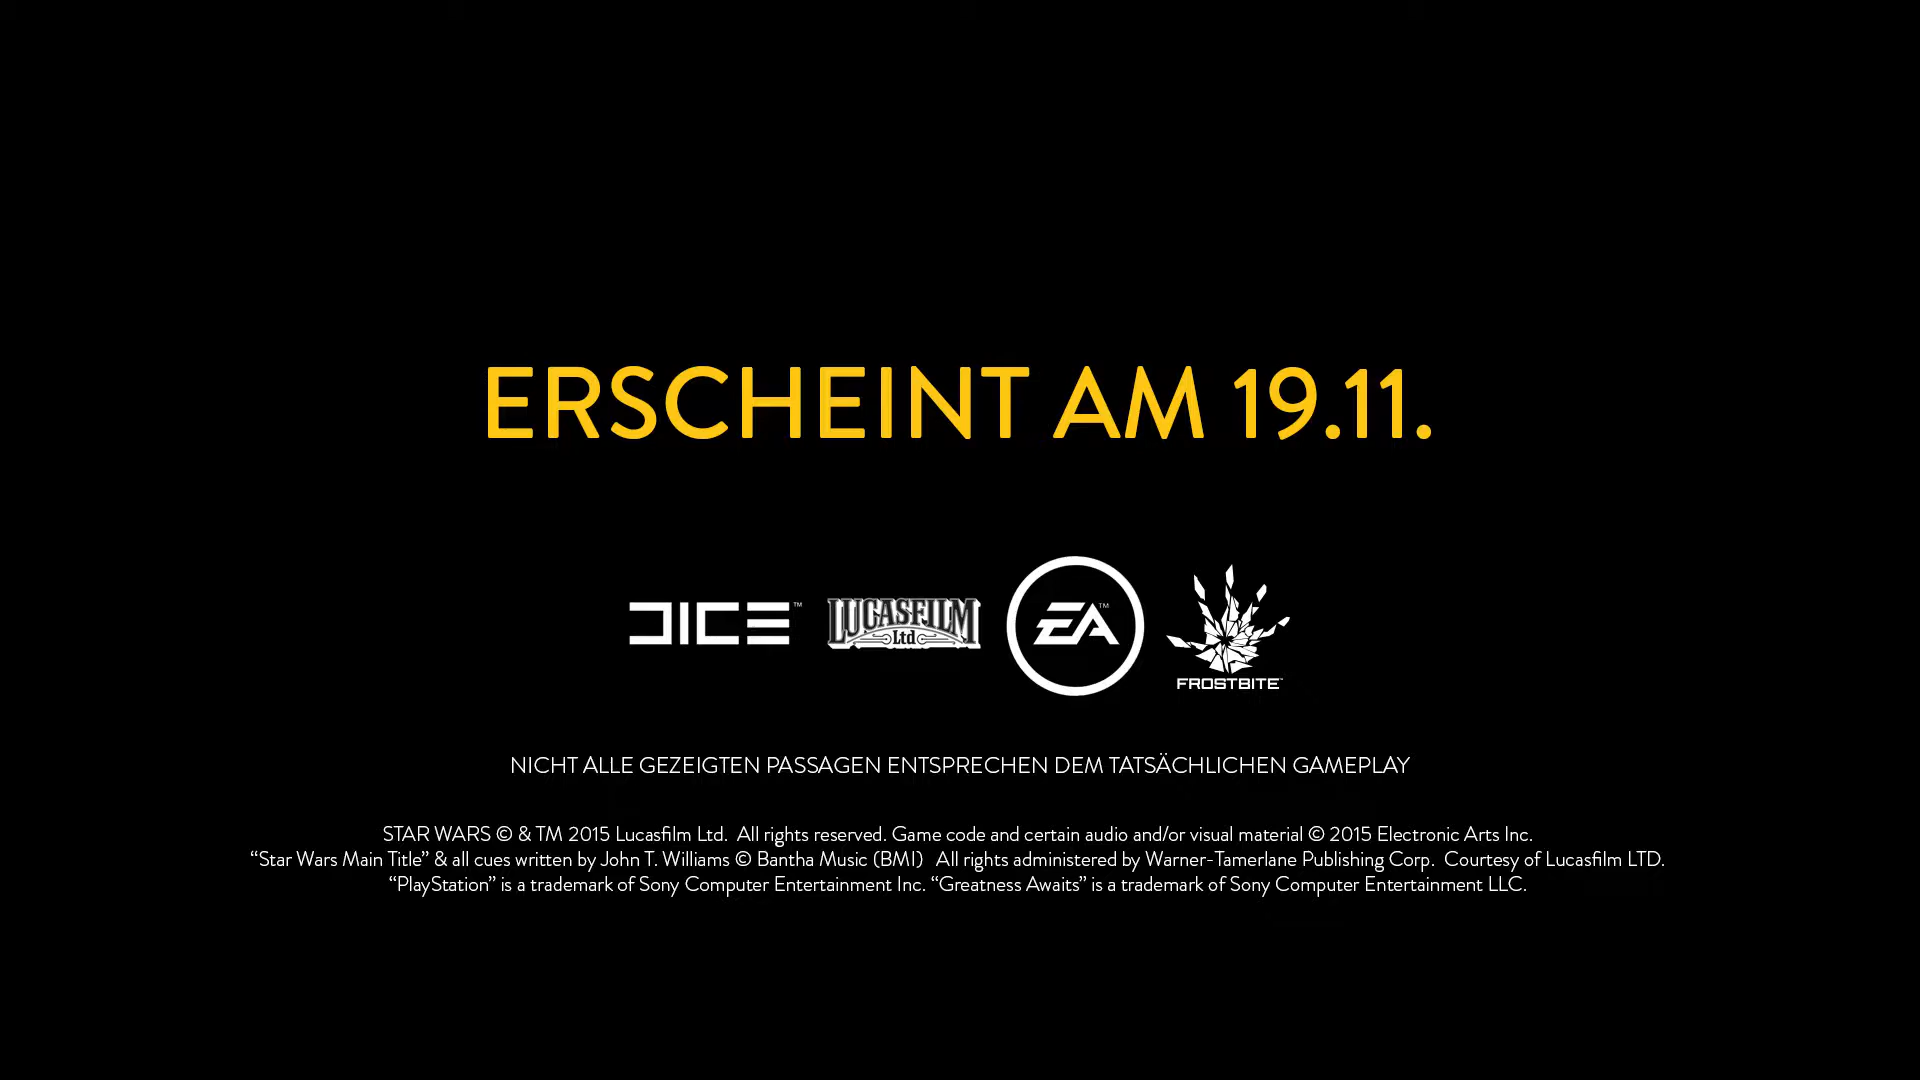 ERSCHEINT AM 19.11.
DICE™ LUCASFILM Ltd EA™ FROSTBITE™
NICHT ALLE GEZEIGTEN PASSAGEN ENTSPRECHEN DEM TATSÄCHLICHEN GAMEPLAY
STAR WARS © & TM 2015 Lucasfilm Ltd.  All rights reserved. Game code and certain audio and/or visual material © 2015 Electronic Arts Inc.
“Star Wars Main Title” & all cues written by John T. Williams © Bantha Music (BMI)   All rights administered by Warner-Tamerlane Publishing Corp.  Courtesy of Lucasfilm LTD.
“PlayStation” is a trademark of Sony Computer Entertainment Inc. “Greatness Awaits” is a trademark of Sony Computer Entertainment LLC.